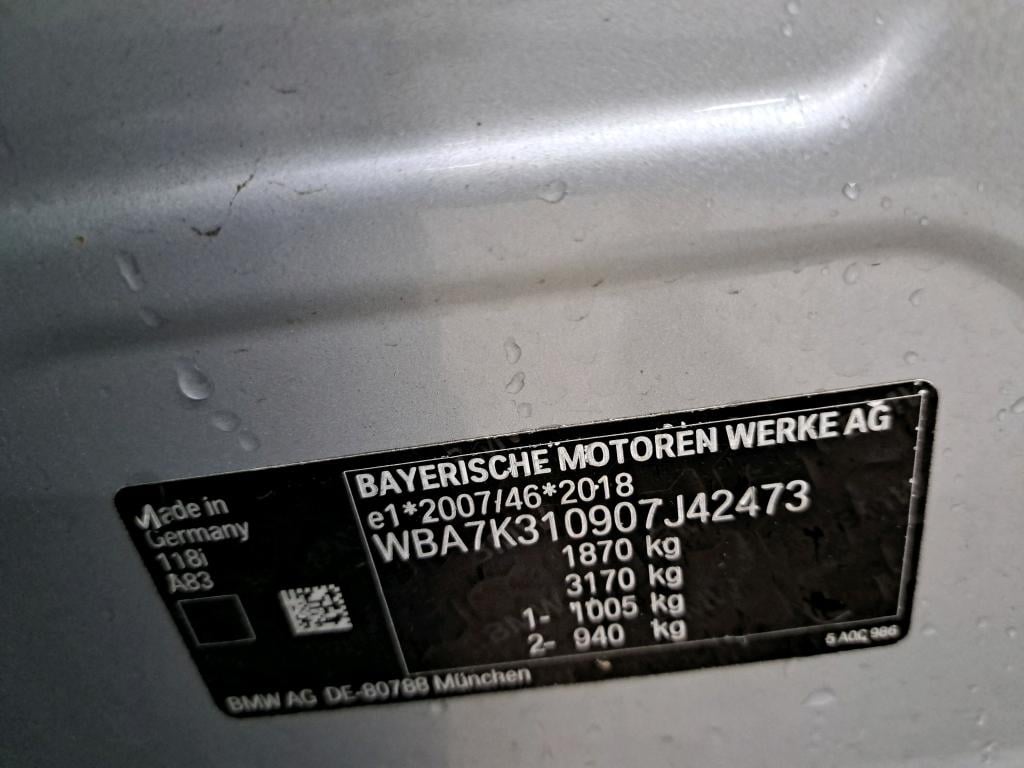 BAYERISCHE MOTOREN WERKE AG
e1*2007/46*2018
WBA7K310907J42473
1870 kg
3170 kg
1- 1005 kg
2- 940 kg
Made in
Germany
118i
A83
5 A0C 986
BMW AG DE-80788 München